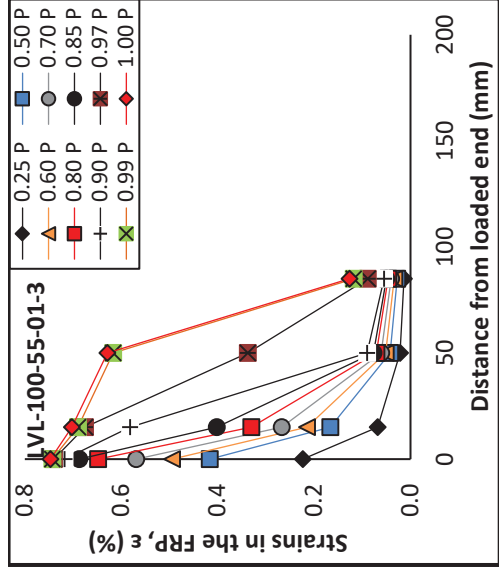 LVL-100-55-01-3
0.25 P
0.50 P
0.60 P
0.70 P
0.80 P
0.85 P
0.90 P
0.97 P
0.99 P
1.00 P
Strains in the FRP, ε (%)
0.8
0.6
0.4
0.2
0.0
0
50
100
150
200
Distance from loaded end (mm)